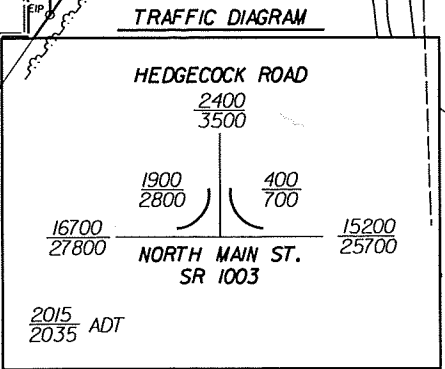 EIP
TRAFFIC DIAGRAM
HEDGECOCK ROAD
2400
3500
1900
2800
400
700
16700
27800
15200
25700
NORTH MAIN ST.
SR 1003
2015
2035 ADT